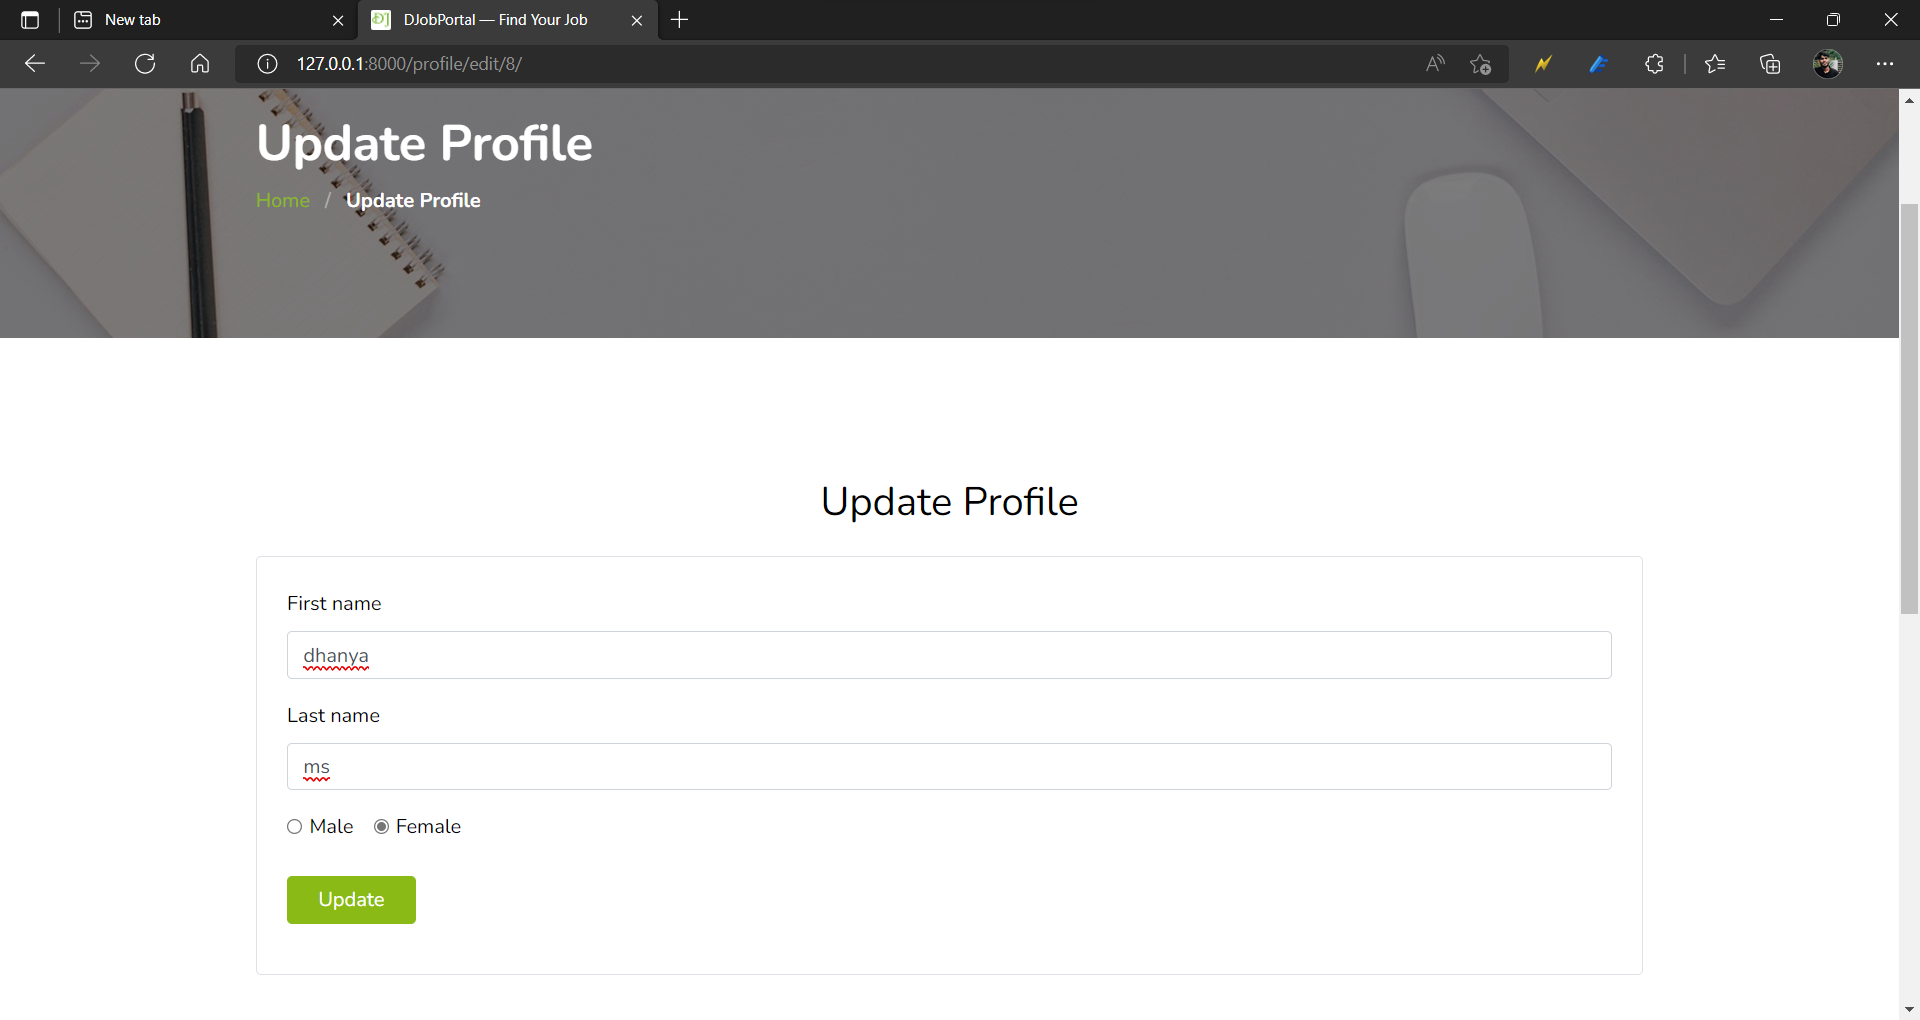 New tab
DJobPortal — Find Your Job
127.0.0.1:8000/profile/edit/8/
Update Profile
Home / Update Profile
Update Profile
First name
dhanya
Last name
ms
Male Female
Update